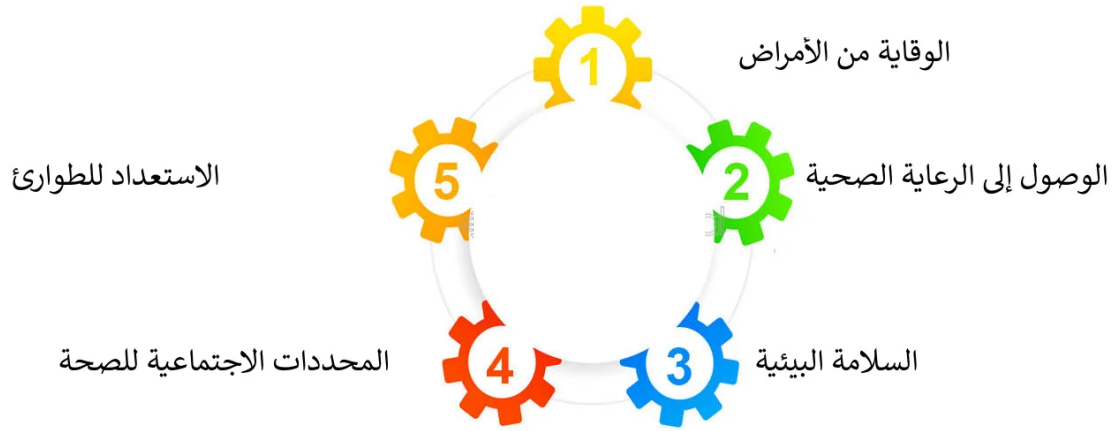 1
الوقاية من الأمراض
2
الوصول إلى الرعاية الصحية
3
السلامة البيئية
4
المحددات الاجتماعية للصحة
5
الاستعداد للطوارئ